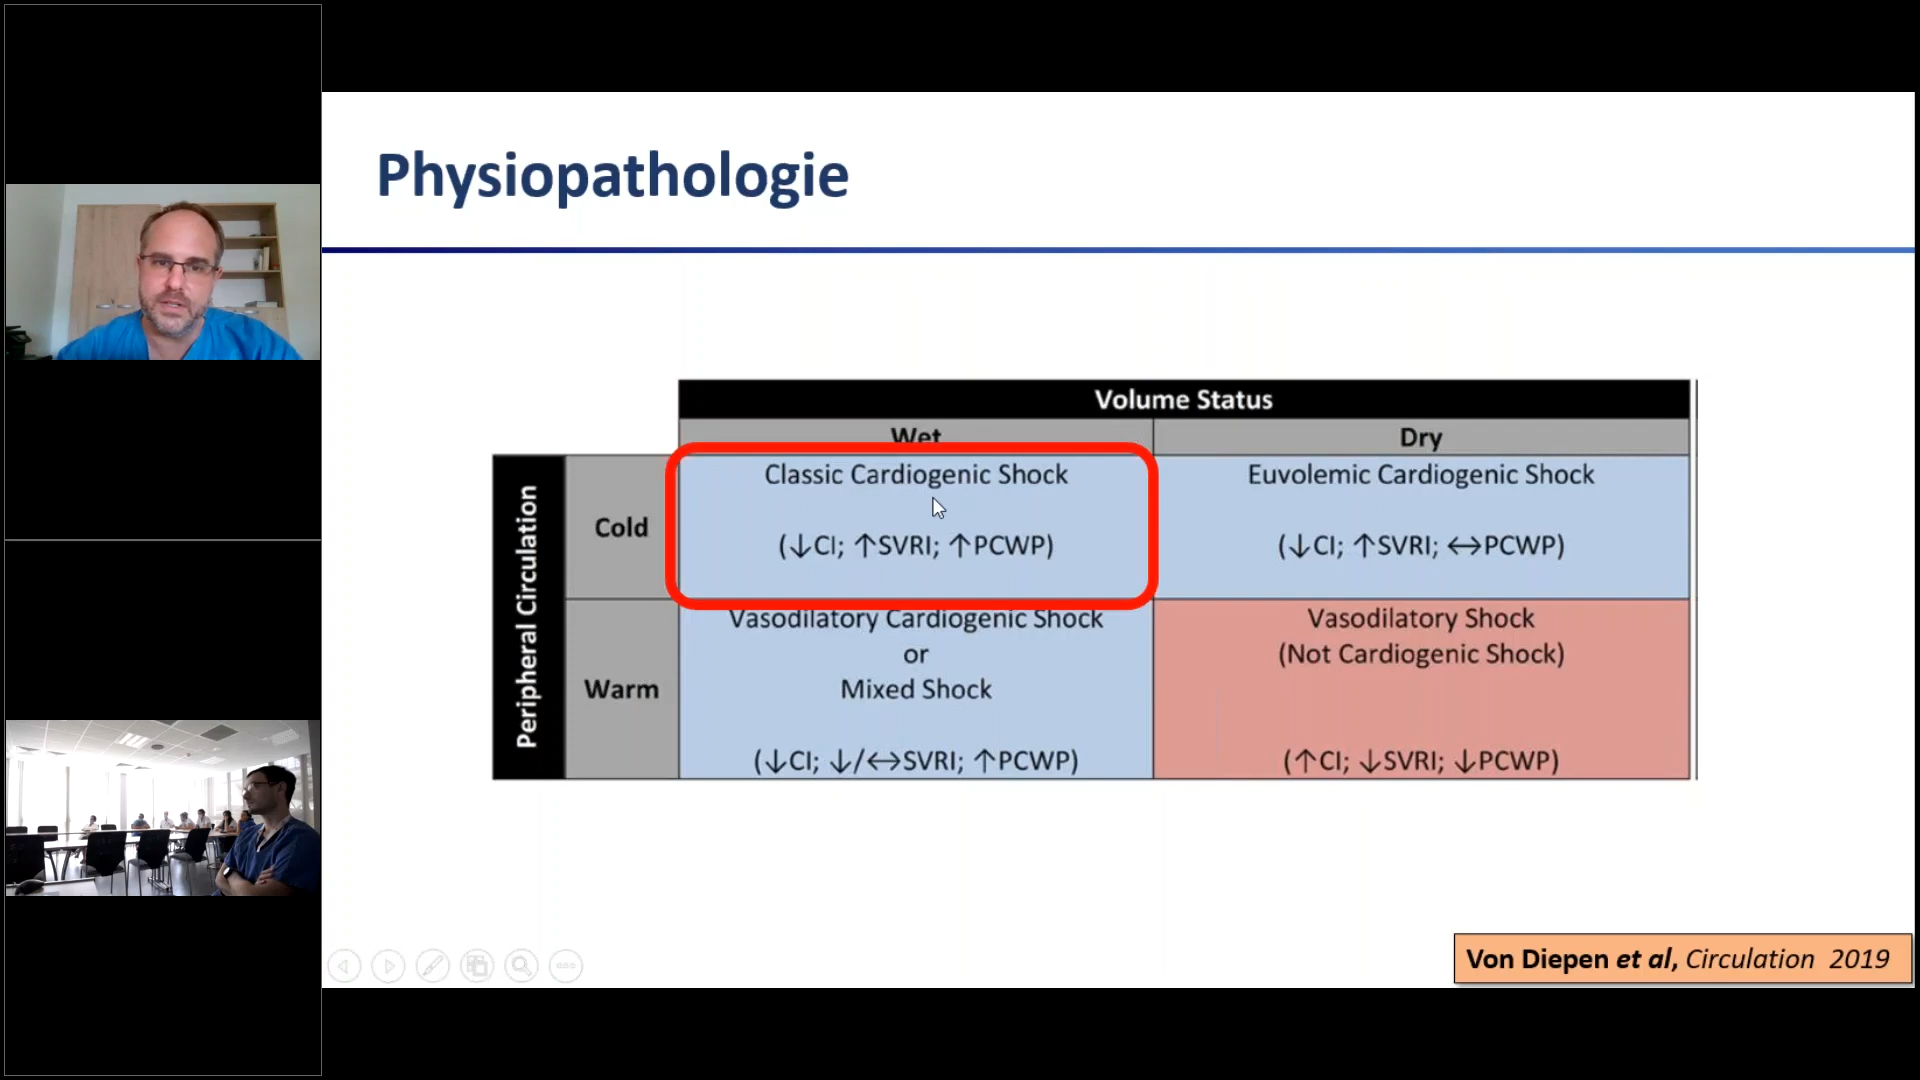 Physiopathologie
Volume Status
Wet
Dry
Peripheral Circulation
Cold
Classic Cardiogenic Shock
(↓CI; ↑SVRI; ↑PCWP)
Euvolemic Cardiogenic Shock
(↓CI; ↑SVRI; ↔PCWP)
Warm
Vasodilatory Cardiogenic Shock
or
Mixed Shock
(↓CI; ↓/↔SVRI; ↑PCWP)
Vasodilatory Shock
(Not Cardiogenic Shock)
(↑CI; ↓SVRI; ↓PCWP)
Von Diepen et al, Circulation 2019